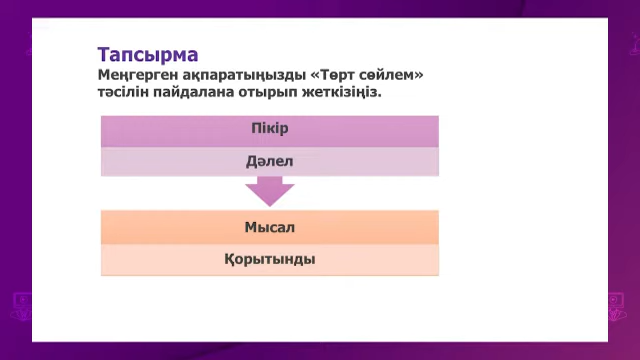 Тапсырма
Меңгерген ақпаратыңызды «Төрт сөйлем»
тәсілін пайдалана отырып жеткізіңіз.
Пікір
Дәлел
Мысал
Қорытынды